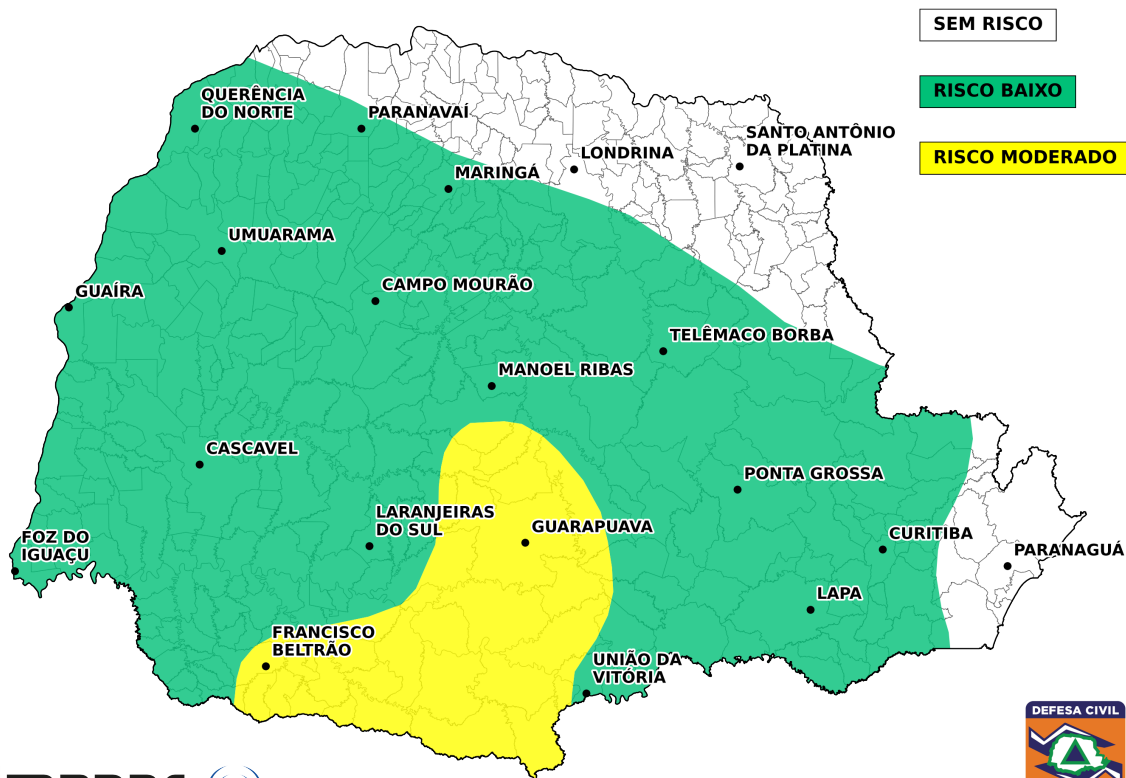 SEM RISCO
RISCO BAIXO
RISCO MODERADO
QUERÊNCIA
DO NORTE
PARANAVAÍ
SANTO ANTÔNIO
DA PLATINA
LONDRINA
MARINGÁ
UMUARAMA
CAMPO MOURÃO
GUAÍRA
TELÊMACO BORBA
MANOEL RIBAS
CASCAVEL
PONTA GROSSA
LARANJEIRAS
DO SUL
GUARAPUAVA
FOZ DO
IGUAÇU
CURITIBA
PARANAGUÁ
LAPA
FRANCISCO
BELTRÃO
UNIÃO DA
VITÓRIA
DEFESA CIVIL